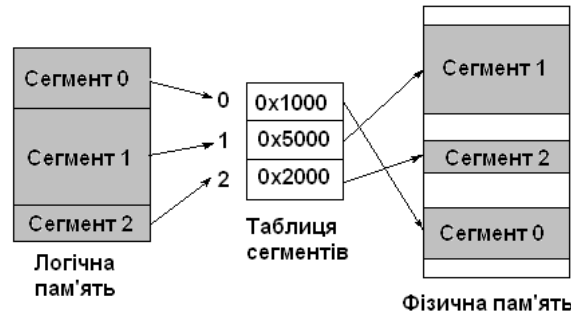 Сегмент 0
Сегмент 1
Сегмент 2
Логічна
пам'ять
0
1
2
0x1000
0x5000
0x2000
Таблиця
сегментів
Сегмент 1
Сегмент 2
Сегмент 0
Фізична пам'ять